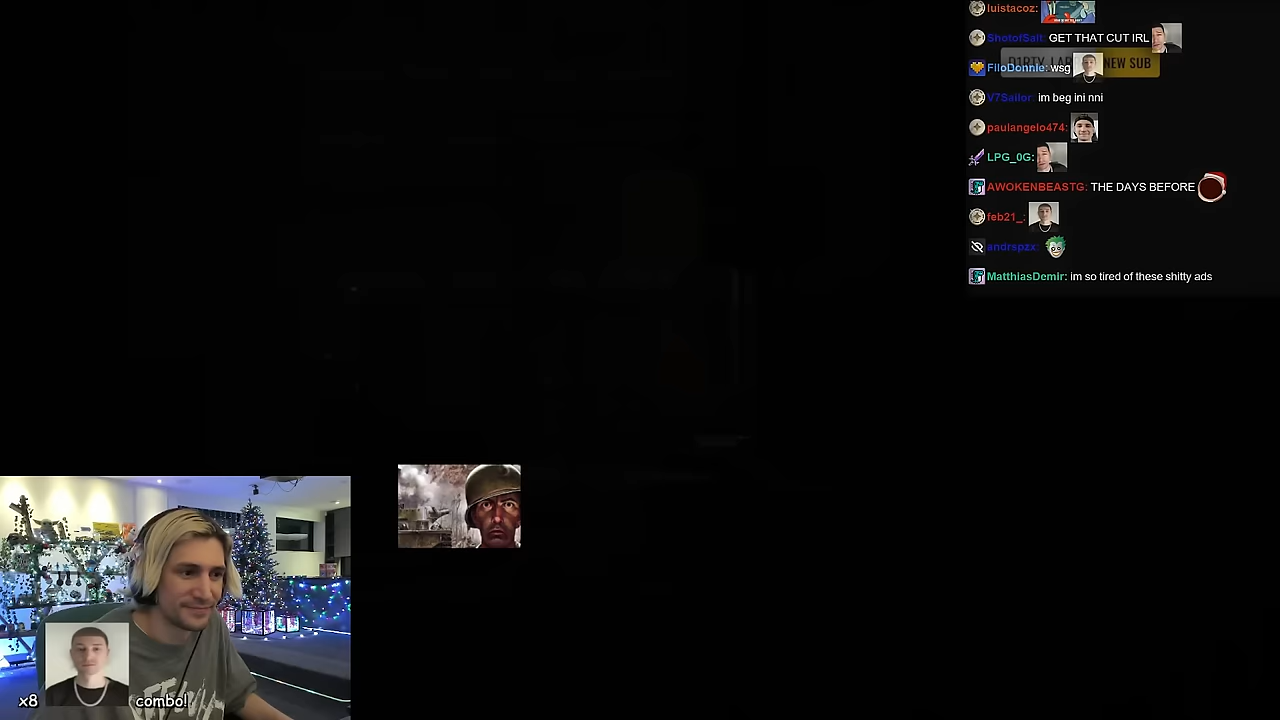 luistacoz:
ShotofSalt: GET THAT CUT IRL
NEW SUB
FiloDonnie: wsg
V7Sailor: im beg ini nni
paulangelo474:
LPG_0G:
AWOKENBEASTG: THE DAYS BEFORE
feb21_:
andrspzx:
MatthiasDemir: im so tired of these shitty ads
x8 combo!